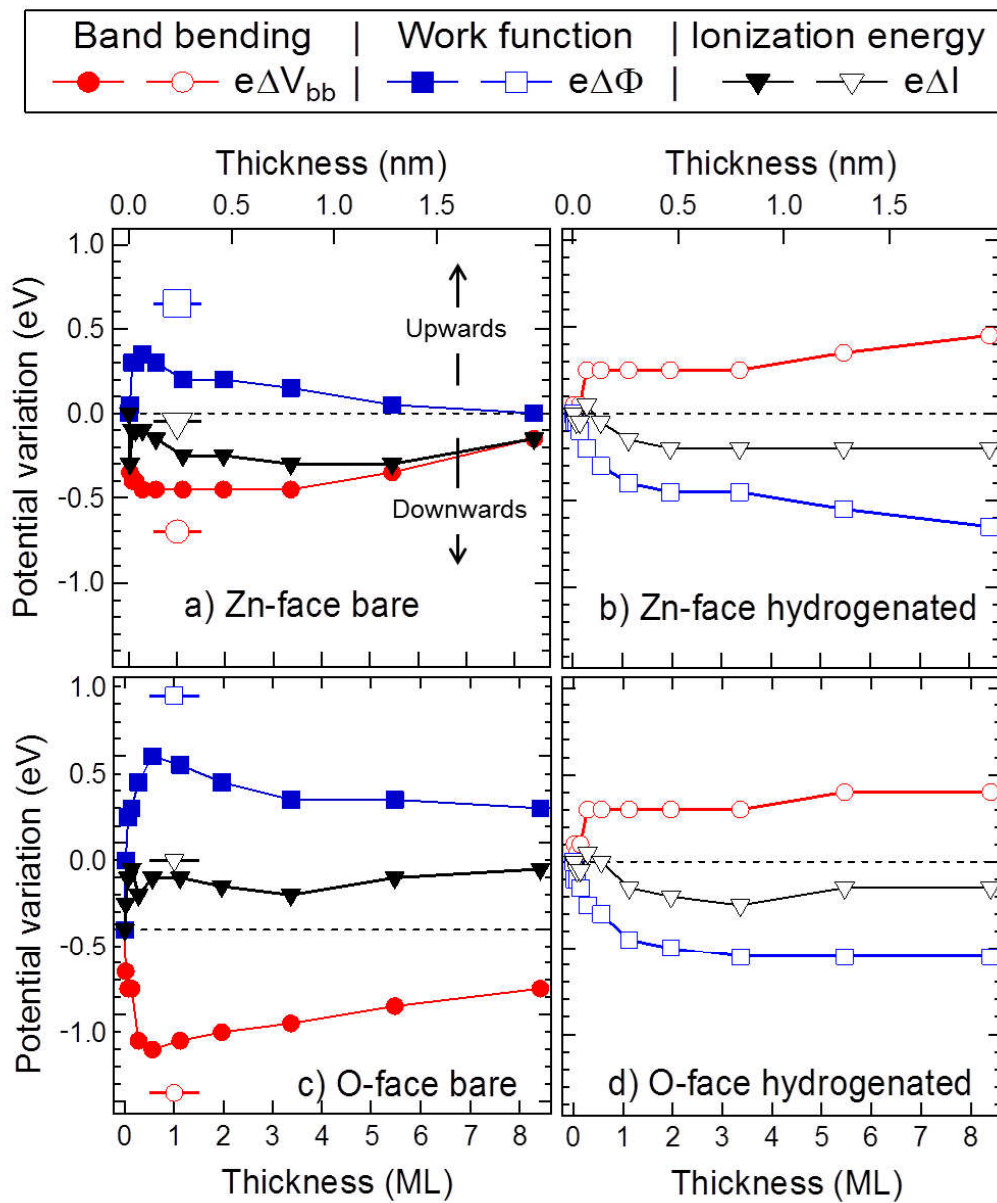 Band bending | Work function | Ionization energy
eΔV_bb | eΔΦ | eΔI
Thickness (nm) Thickness (nm)
0.0 0.5 1.0 1.5 0.0 0.5 1.0 1.5
Potential variation (eV)
1.0
0.5
0.0
-0.5
-1.0
Upwards
Downwards
a) Zn-face bare b) Zn-face hydrogenated
Potential variation (eV)
1.0
0.5
0.0
-0.5
-1.0
c) O-face bare d) O-face hydrogenated
0 1 2 3 4 5 6 7 8 0 1 2 3 4 5 6 7 8
Thickness (ML) Thickness (ML)